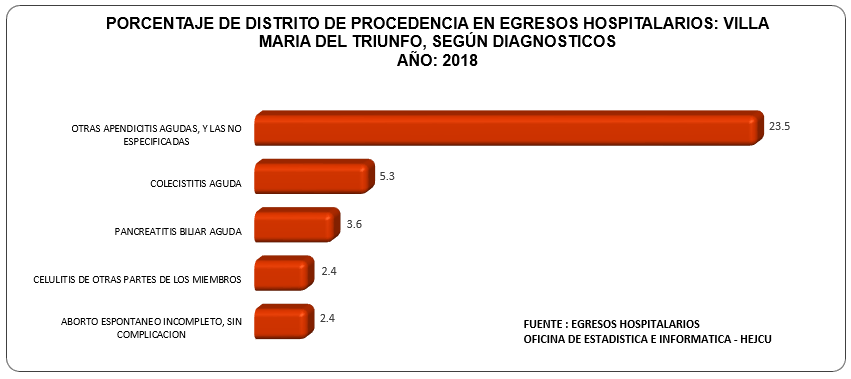 PORCENTAJE DE DISTRITO DE PROCEDENCIA EN EGRESOS HOSPITALARIOS: VILLA
MARIA DEL TRIUNFO, SEGÚN DIAGNOSTICOS
AÑO: 2018
OTRAS APENDICITIS AGUDAS, Y LAS NO
ESPECIFICADAS
23.5
COLECISTITIS AGUDA
5.3
PANCREATITIS BILIAR AGUDA
3.6
CELULITIS DE OTRAS PARTES DE LOS MIEMBROS
2.4
ABORTO ESPONTANEO INCOMPLETO, SIN
COMPLICACION
2.4
FUENTE : EGRESOS HOSPITALARIOS
OFICINA DE ESTADISTICA E INFORMATICA - HEJCU